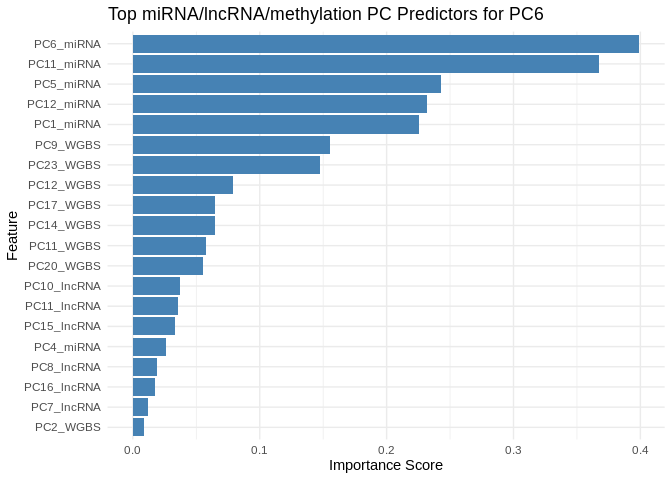 Top miRNA/lncRNA/methylation PC Predictors for PC6
PC6_miRNA
PC11_miRNA
PC5_miRNA
PC12_miRNA
PC1_miRNA
PC9_WGBS
PC23_WGBS
PC12_WGBS
PC17_WGBS
PC14_WGBS
PC11_WGBS
PC20_WGBS
PC10_lncRNA
PC11_lncRNA
PC15_lncRNA
PC4_miRNA
PC8_lncRNA
PC16_lncRNA
PC7_lncRNA
PC2_WGBS
Feature
0.0 0.1 0.2 0.3 0.4
Importance Score